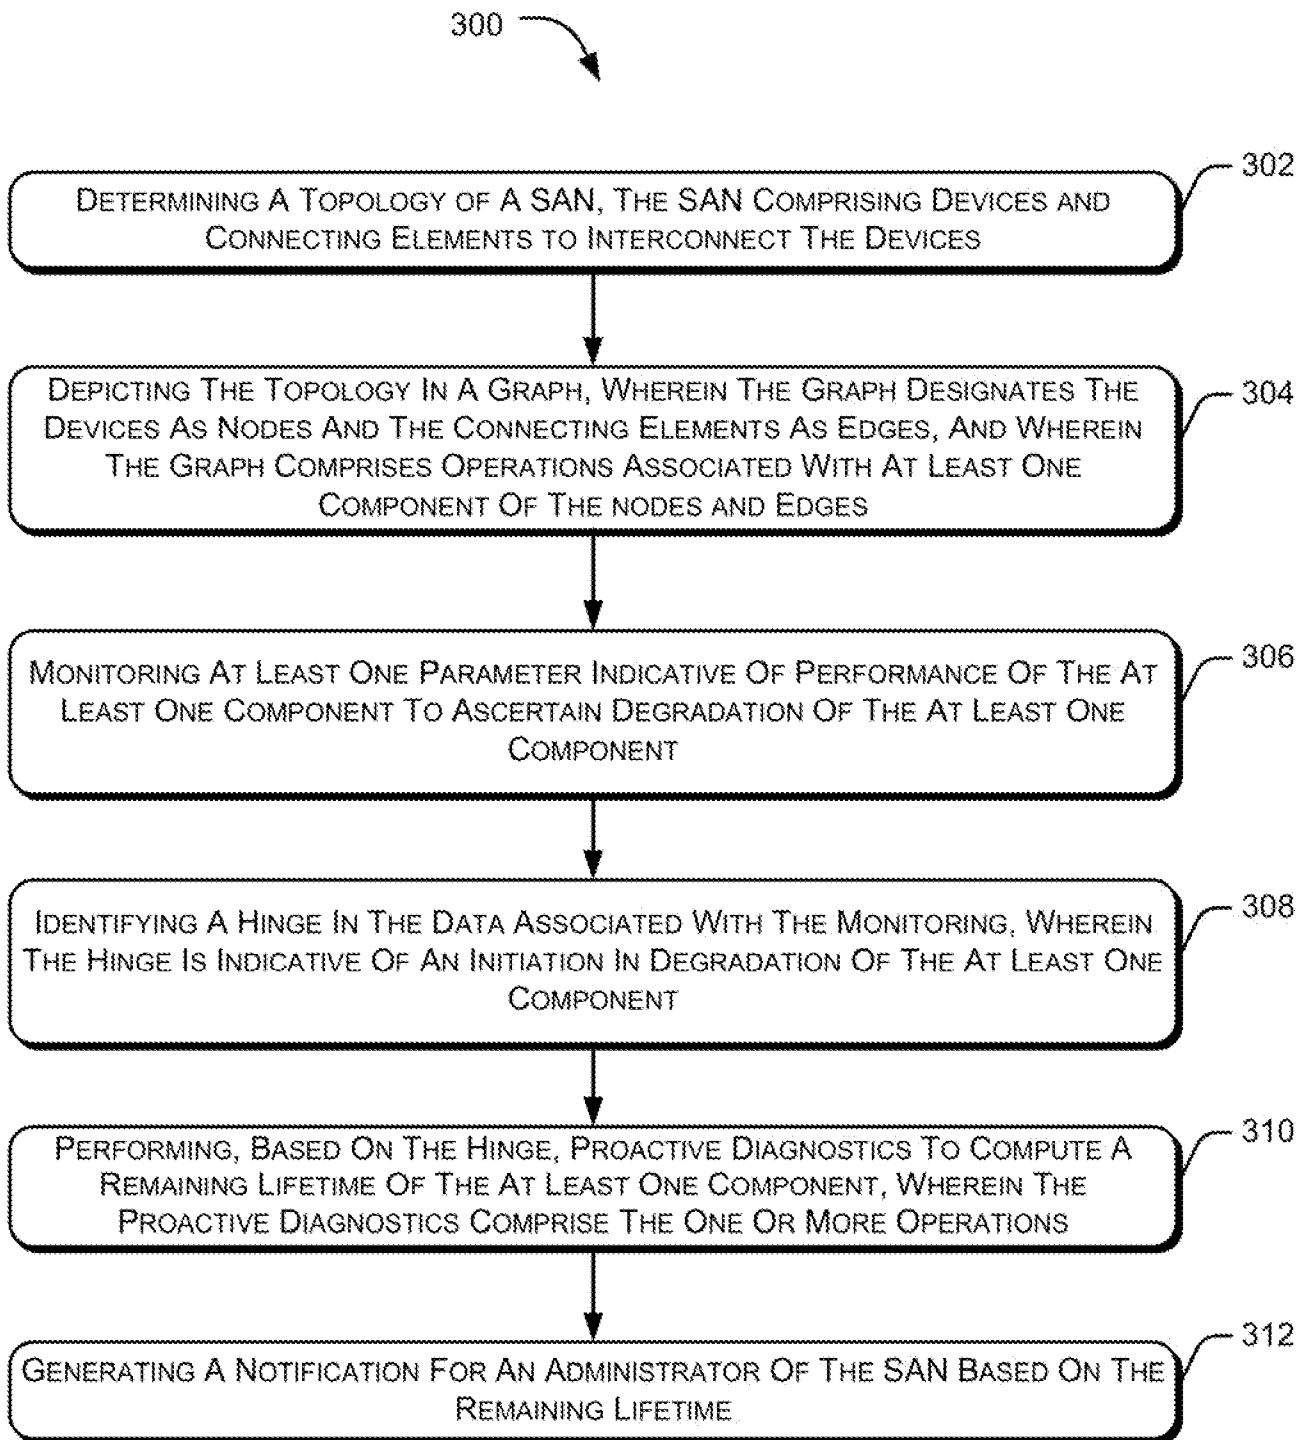 300
302
DETERMINING A TOPOLOGY OF A SAN, THE SAN COMPRISING DEVICES AND
CONNECTING ELEMENTS TO INTERCONNECT THE DEVICES
304
DEPICTING THE TOPOLOGY IN A GRAPH, WHEREIN THE GRAPH DESIGNATES THE
DEVICES AS NODES AND THE CONNECTING ELEMENTS AS EDGES, AND WHEREIN
THE GRAPH COMPRISES OPERATIONS ASSOCIATED WITH AT LEAST ONE
COMPONENT OF THE NODES AND EDGES
306
MONITORING AT LEAST ONE PARAMETER INDICATIVE OF PERFORMANCE OF THE AT
LEAST ONE COMPONENT TO ASCERTAIN DEGRADATION OF THE AT LEAST ONE
COMPONENT
308
IDENTIFYING A HINGE IN THE DATA ASSOCIATED WITH THE MONITORING, WHEREIN
THE HINGE IS INDICATIVE OF AN INITIATION IN DEGRADATION OF THE AT LEAST ONE
COMPONENT
310
PERFORMING, BASED ON THE HINGE, PROACTIVE DIAGNOSTICS TO COMPUTE A
REMAINING LIFETIME OF THE AT LEAST ONE COMPONENT, WHEREIN THE
PROACTIVE DIAGNOSTICS COMPRISE THE ONE OR MORE OPERATIONS
312
GENERATING A NOTIFICATION FOR AN ADMINISTRATOR OF THE SAN BASED ON THE
REMAINING LIFETIME